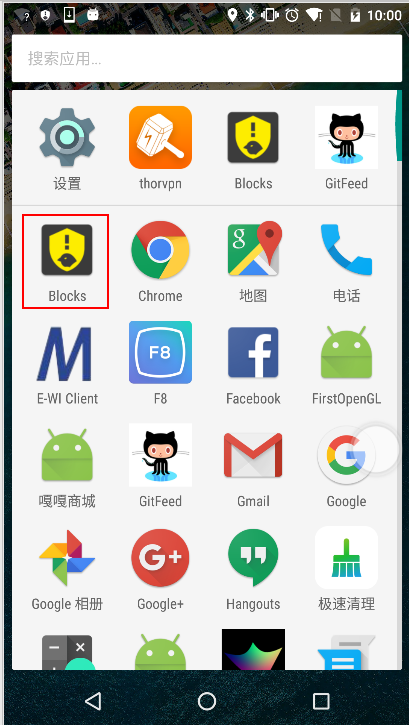 10:00
搜索应用...
设置
thorvpn
Blocks
GitFeed
Blocks
Chrome
地图
电话
E-WI Client
F8
Facebook
FirstOpenGL
嘎嘎商城
GitFeed
Gmail
Google
Google 相册
Google+
Hangouts
极速清理